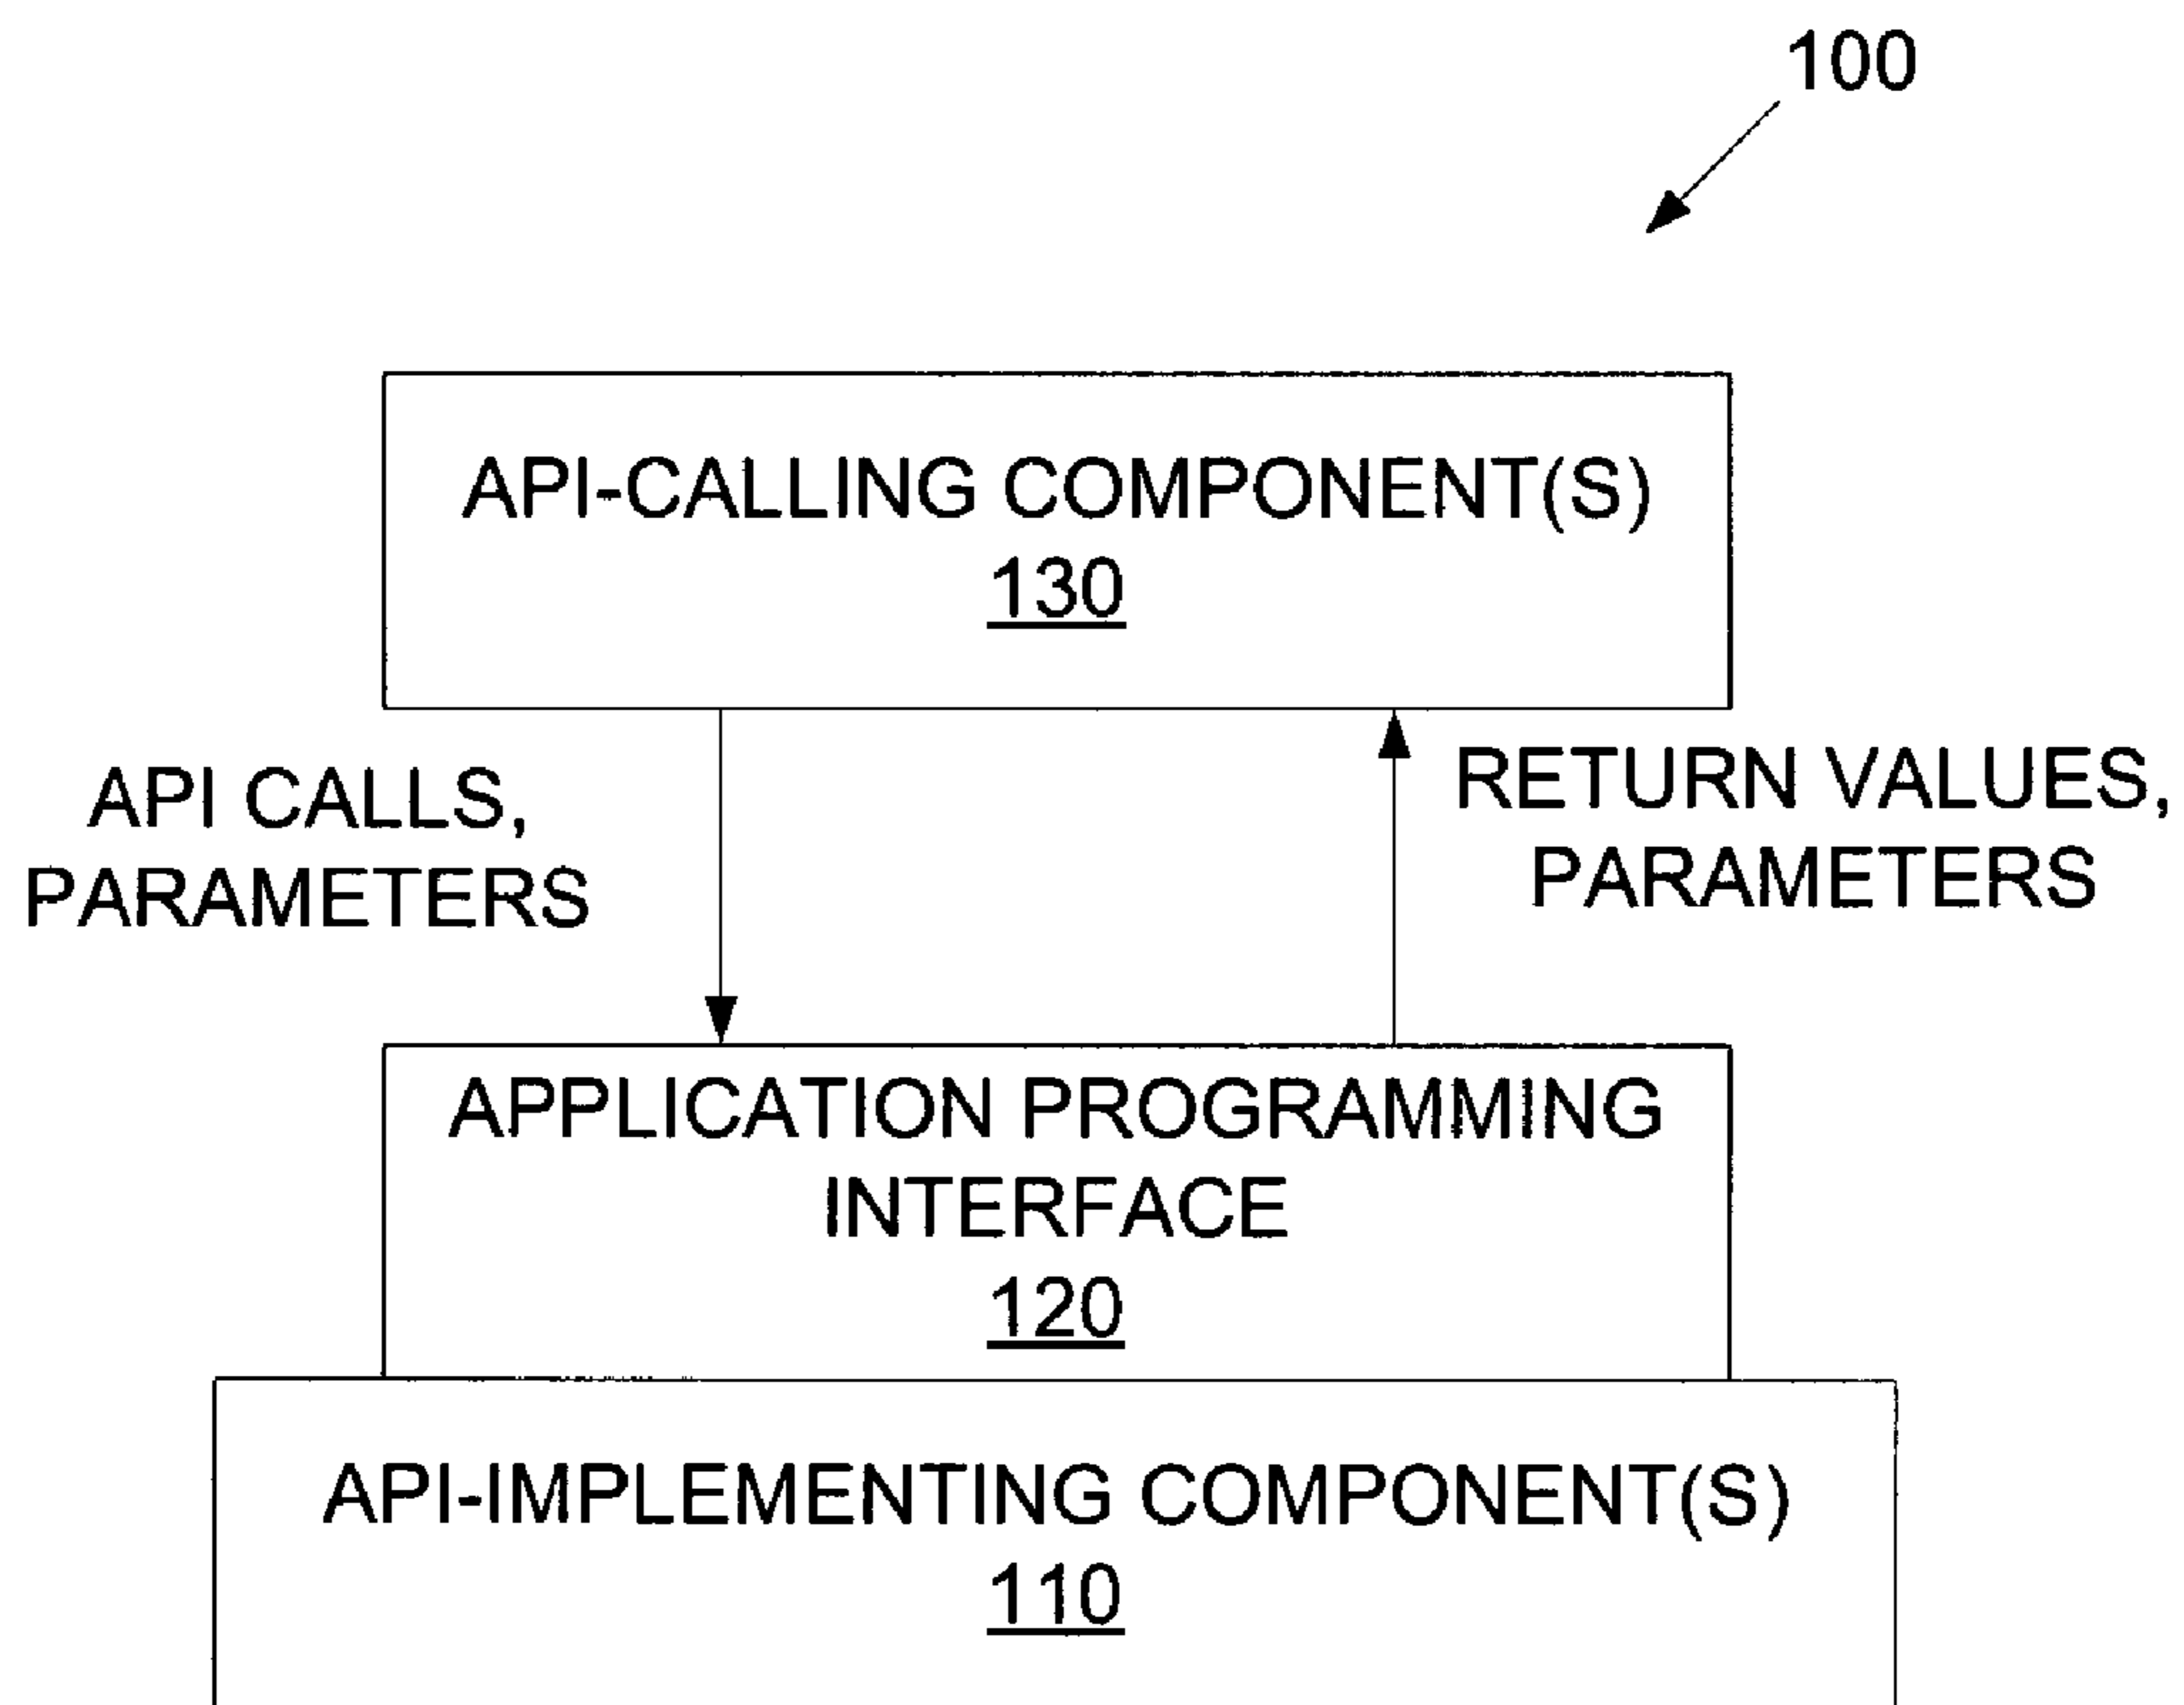 100
API-CALLING COMPONENT(S)
130
API CALLS,
PARAMETERS
RETURN VALUES,
PARAMETERS
APPLICATION PROGRAMMING
INTERFACE
120
API-IMPLEMENTING COMPONENT(S)
110